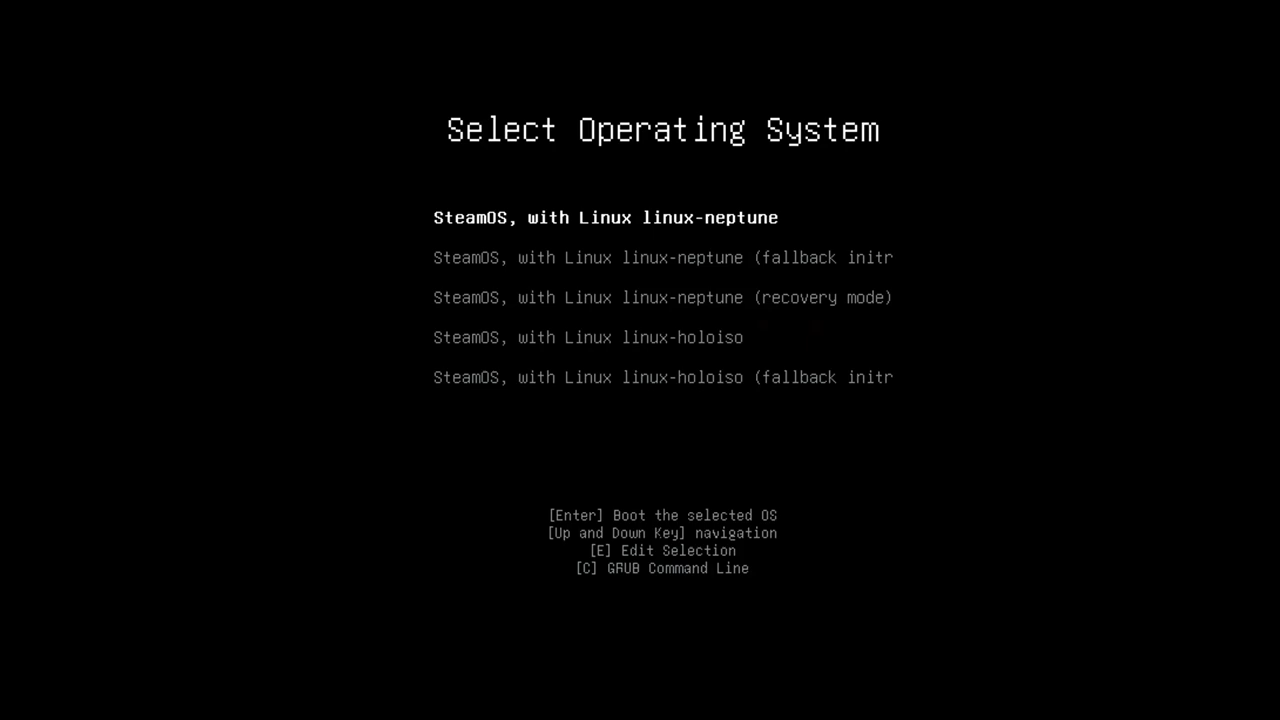 Select Operating System
SteamOS, with Linux linux-neptune
SteamOS, with Linux linux-neptune (fallback initr
SteamOS, with Linux linux-neptune (recovery mode)
SteamOS, with Linux linux-holoiso
SteamOS, with Linux linux-holoiso (fallback initr
[Enter] Boot the selected OS
[Up and Down Key] navigation
[E] Edit Selection
[C] GRUB Command Line